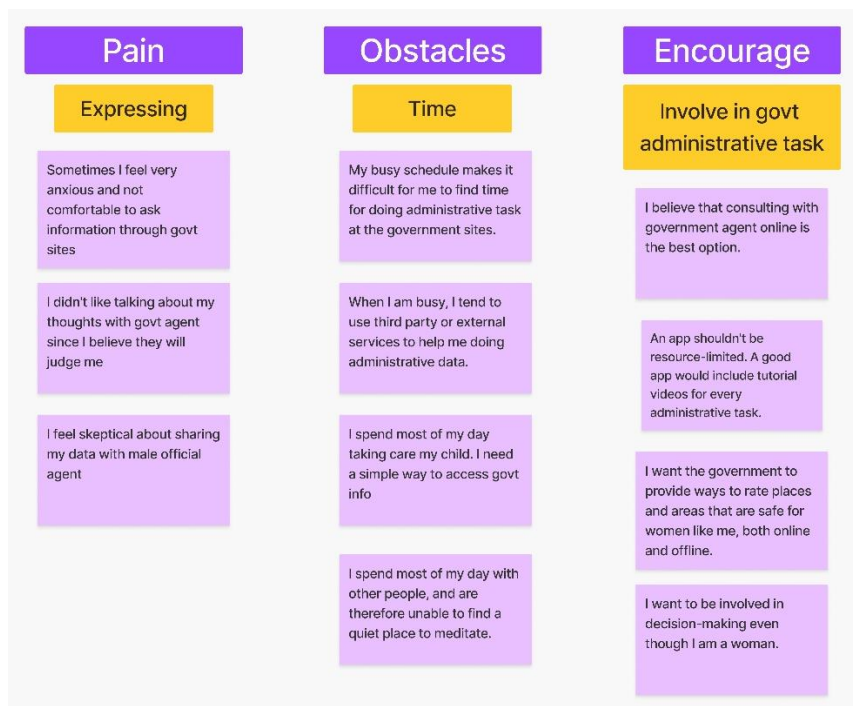 Pain
Expressing
Sometimes I feel very
anxious and not
comfortable to ask
information through govt
sites
I didn't like talking about my
thoughts with govt agent
since I believe they will
judge me
I feel skeptical about sharing
my data with male official
agent
Obstacles
Time
My busy schedule makes it
difficult for me to find time
for doing administrative task
at the government sites.
When I am busy, I tend to
use third party or external
services to help me doing
administrative data.
I spend most of my day
taking care my child. I need
a simple way to access govt
info
I spend most of my day with
other people, and are
therefore unable to find a
quiet place to meditate.
Encourage
Involve in govt
administrative task
I believe that consulting with
government agent online is
the best option.
An app shouldn't be
resource-limited. A good
app would include tutorial
videos for every
administrative task.
I want the government to
provide ways to rate places
and areas that are safe for
women like me, both online
and offline.
I want to be involved in
decision-making even
though I am a woman.